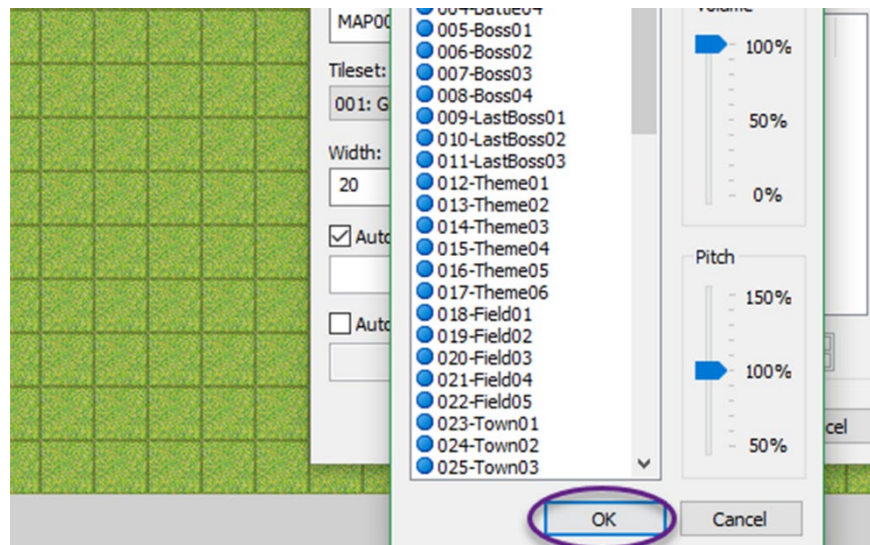 MAP00
Tileset:
001: G
Width:
20
Auto
Auto
004-Battle04
005-Boss01
006-Boss02
007-Boss03
008-Boss04
009-LastBoss01
010-LastBoss02
011-LastBoss03
012-Theme01
013-Theme02
014-Theme03
015-Theme04
016-Theme05
017-Theme06
018-Field01
019-Field02
020-Field03
021-Field04
022-Field05
023-Town01
024-Town02
025-Town03
Volume
100%
50%
0%
Pitch
150%
100%
50%
cel
OK
Cancel